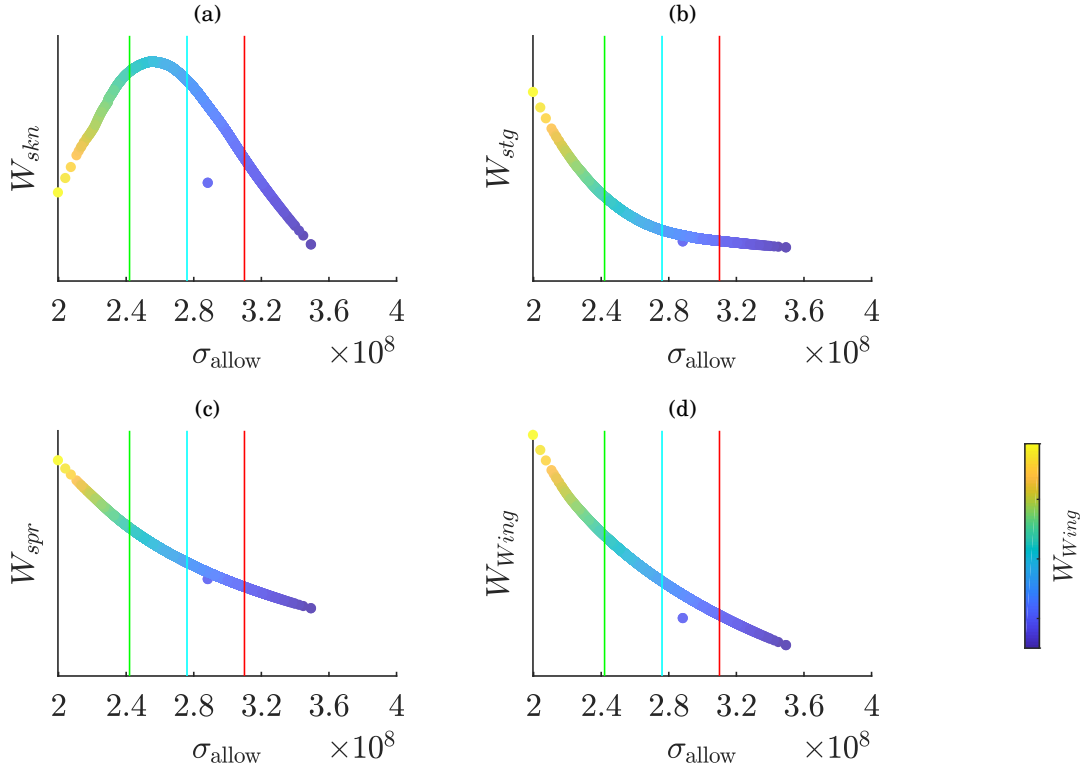 (a) (b)
W_skn W_stg
2 2.4 2.8 3.2 3.6 4 2 2.4 2.8 3.2 3.6 4
σ_allow ×10^8 σ_allow ×10^8
(c) (d)
W_spr W_Wing W_Wing
2 2.4 2.8 3.2 3.6 4 2 2.4 2.8 3.2 3.6 4
σ_allow ×10^8 σ_allow ×10^8